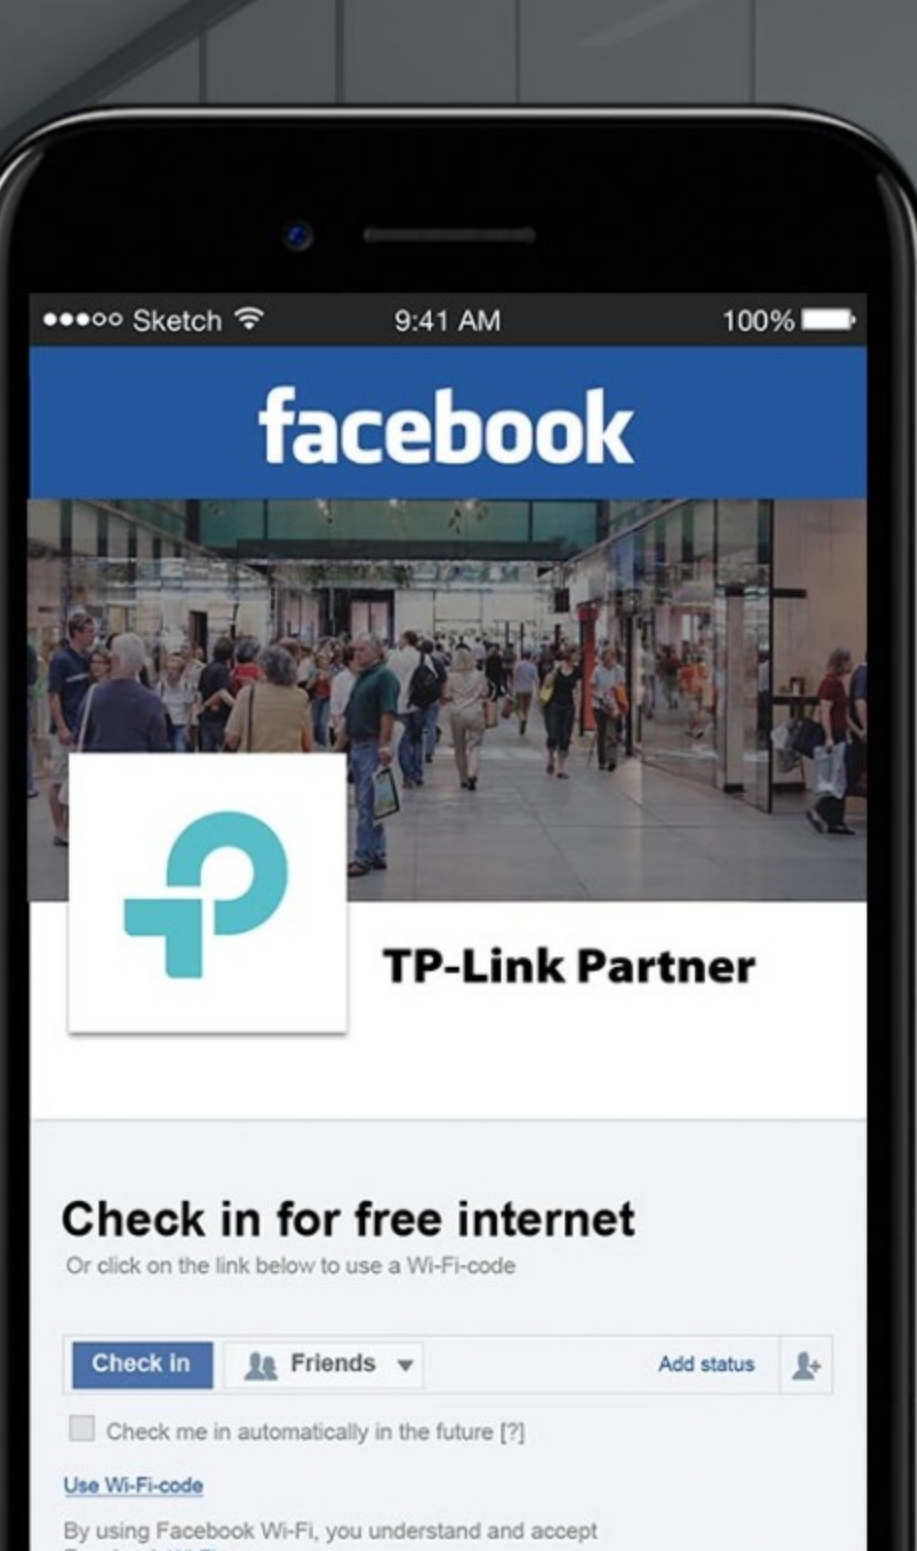 Sketch 9:41 AM 100%
facebook
TP-Link Partner
Check in for free internet
Or click on the link below to use a Wi-Fi-code
Check in Friends Add status
Check me in automatically in the future [?]
Use Wi-Fi-code
By using Facebook Wi-Fi, you understand and accept